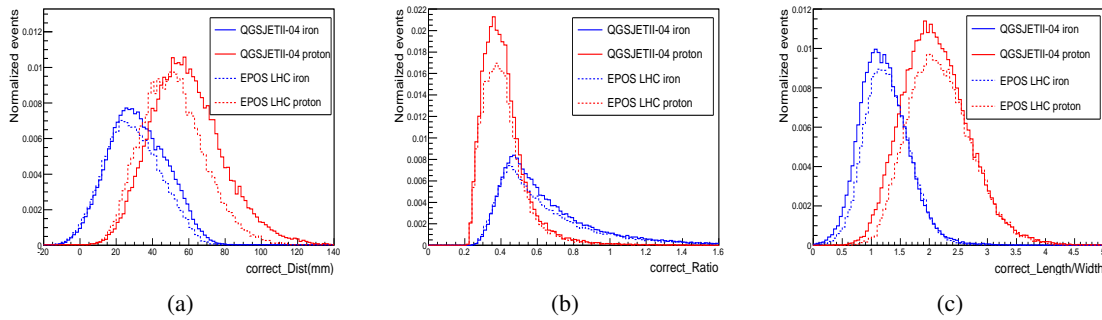 Normailzed events
0.012
0.01
0.008
0.006
0.004
0.002
0
-20 0 20 40 60 80 100 120 140
correct_Dist(mm)
QGSJETII-04 iron
QGSJETII-04 proton
EPOS LHC iron
EPOS LHC proton
(a)
Normailzed events
0.022
0.02
0.018
0.016
0.014
0.012
0.01
0.008
0.006
0.004
0.002
0
0 0.2 0.4 0.6 0.8 1 1.2 1.4 1.6
correct_Ratio
QGSJETII-04 iron
QGSJETII-04 proton
EPOS LHC iron
EPOS LHC proton
(b)
Normailzed events
0.012
0.01
0.008
0.006
0.004
0.002
0
0 0.5 1 1.5 2 2.5 3 3.5 4 4.5 5
correct_Length/Width
QGSJETII-04 iron
QGSJETII-04 proton
EPOS LHC iron
EPOS LHC proton
(c)